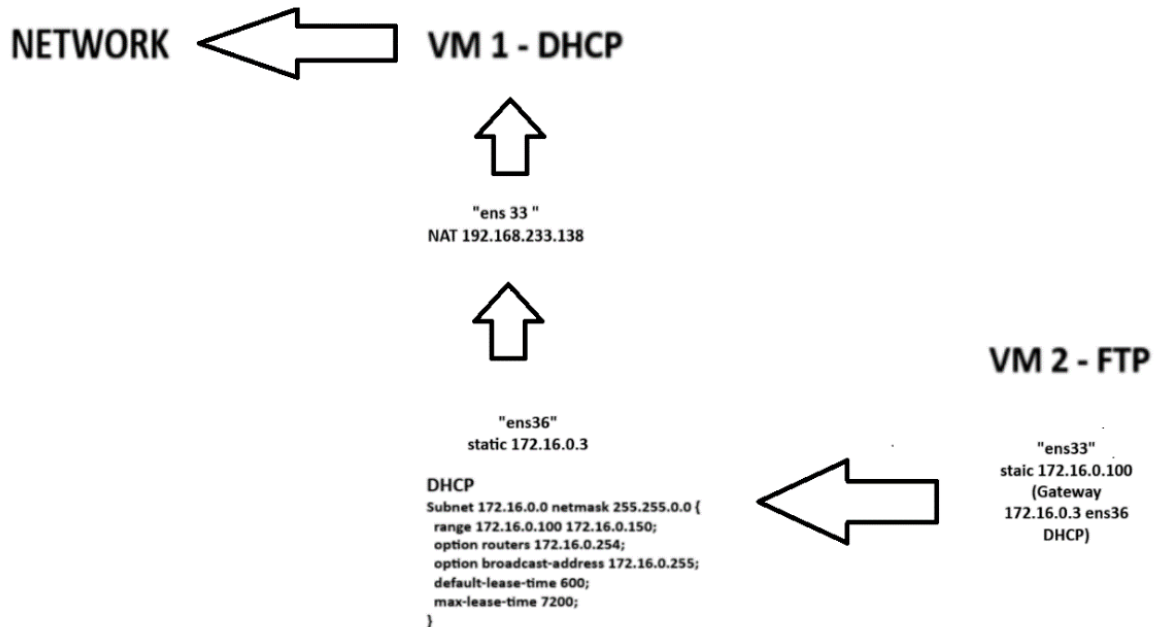 NETWORK
VM 1 - DHCP
"ens 33 "
NAT 192.168.233.138
"ens36"
static 172.16.0.3
DHCP
Subnet 172.16.0.0 netmask 255.255.0.0 {
range 172.16.0.100 172.16.0.150;
option routers 172.16.0.254;
option broadcast-address 172.16.0.255;
default-lease-time 600;
max-lease-time 7200;
}
VM 2 - FTP
"ens33"
staic 172.16.0.100
(Gateway
172.16.0.3 ens36
DHCP)